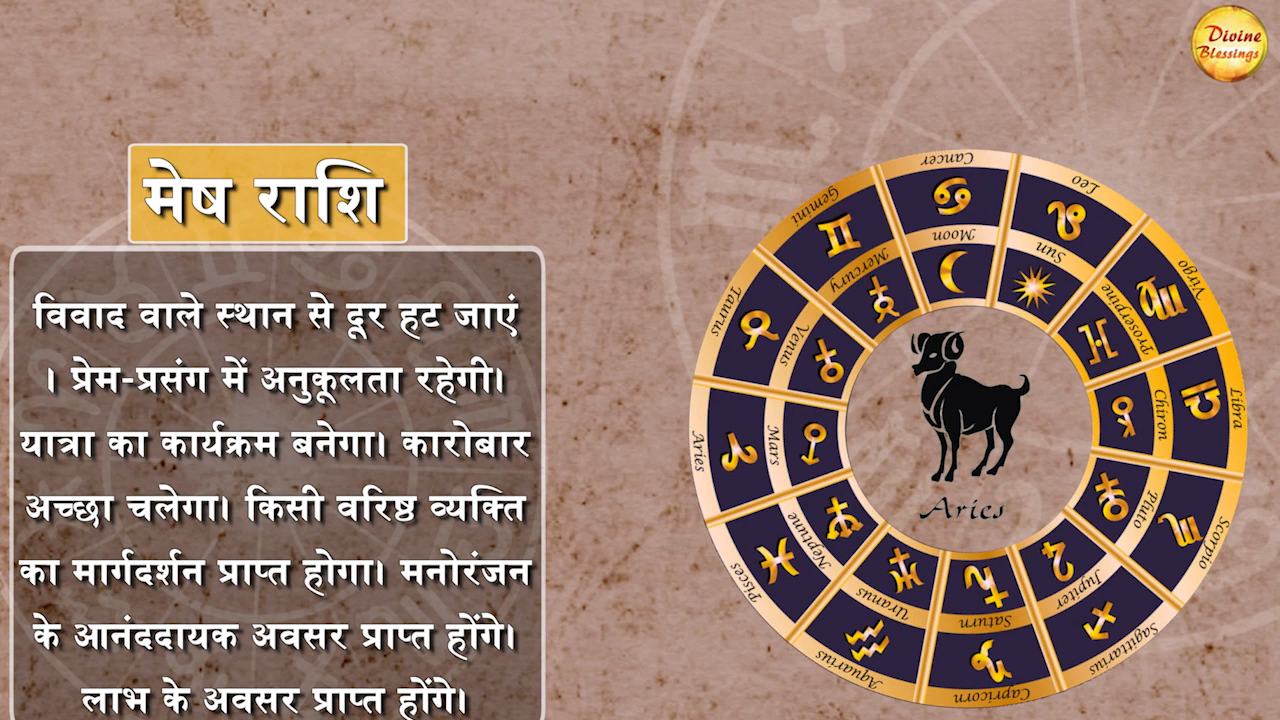 Divine
Blessings
मेष राशि
विवाद वाले स्थान से दूर हट जाएं
। प्रेम-प्रसंग में अनुकूलता रहेगी।
यात्रा का कार्यक्रम बनेगा। कारोबार
अच्छा चलेगा। किसी वरिष्ठ व्यक्ति
का मार्गदर्शन प्राप्त होगा। मनोरंजन
के आनंददायक अवसर प्राप्त होंगे।
लाभ के अवसर प्राप्त होंगे।
Cancer
Leo
Virgo
Libra
Scorpio
Sagittarius
Capricorn
Aquarius
Pisces
Aries
Taurus
Gemini
Moon
Sun
Proserpine
Chiron
Pluto
Jupiter
Saturn
Uranus
Neptune
Mars
Venus
Mercury
Aries